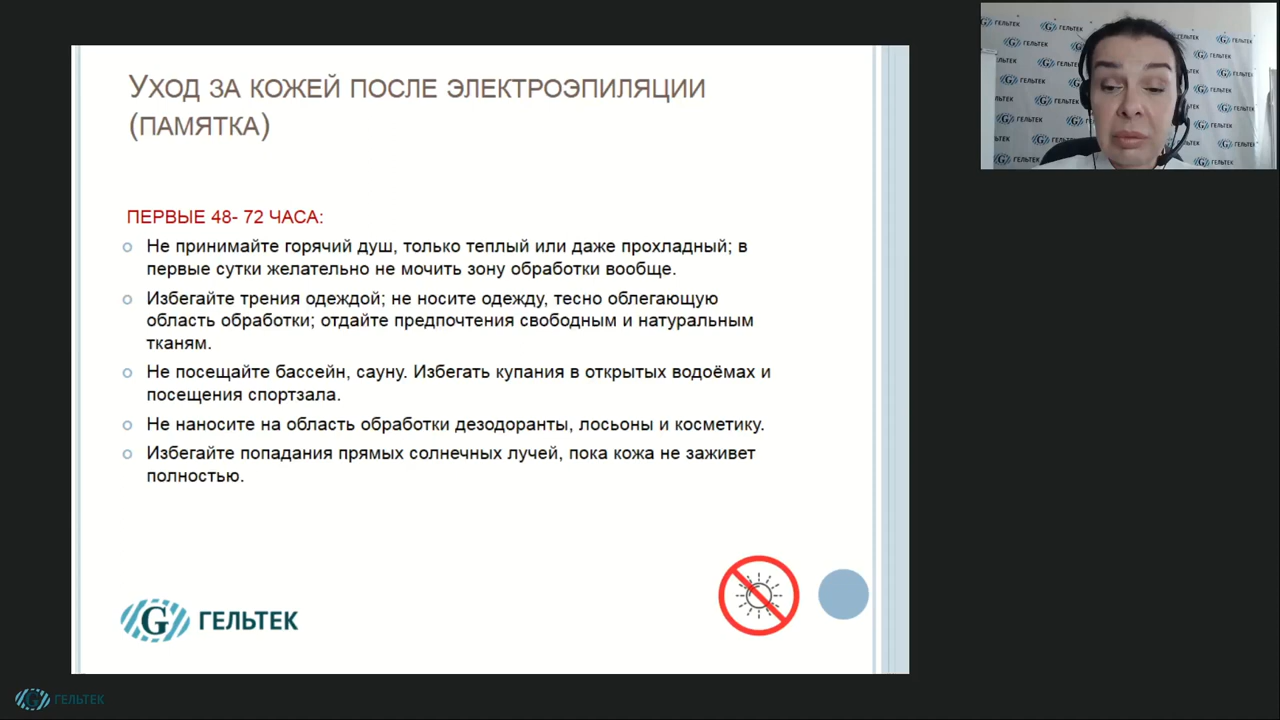 УХОД ЗА КОЖЕЙ ПОСЛЕ ЭЛЕКТРОЭПИЛЯЦИИ
(ПАМЯТКА)
ПЕРВЫЕ 48- 72 ЧАСА:
Не принимайте горячий душ, только теплый или даже прохладный; в
первые сутки желательно не мочить зону обработки вообще.
Избегайте трения одеждой; не носите одежду, тесно облегающую
область обработки; отдайте предпочтения свободным и натуральным
тканям.
Не посещайте бассейн, сауну. Избегать купания в открытых водоёмах и
посещения спортзала.
Не наносите на область обработки дезодоранты, лосьоны и косметику.
Избегайте попадания прямых солнечных лучей, пока кожа не заживет
полностью.
G ГЕЛЬТЕК
G ГЕЛЬТЕК